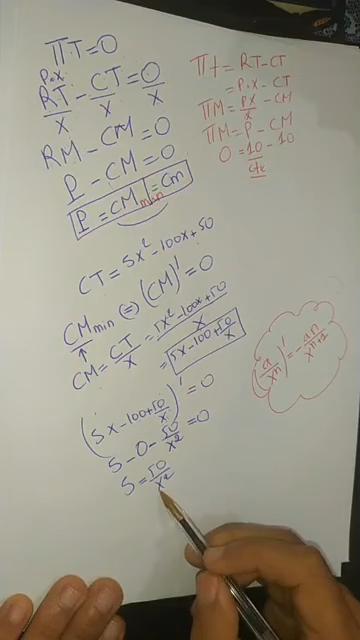 ΠT=0
P.X
RT/X - CT/X = 0/X
RM-CM=0
P-CM=0
P=CMmin=Cm
CT=5x²-100x+50
CMmin (=) (CM)'=0
CM=CT/X=5x²-100x+50/X
=5x-100+50/X
(5x-100+50/X)'=0
5-0-50/x²=0
5=50/x²
Πt=RT-CT
=P.X-CT
ΠM=PX/X-CM
ΠM=P-CM
0=10-10
cte
(a/xⁿ)'=-an/xⁿ⁺¹